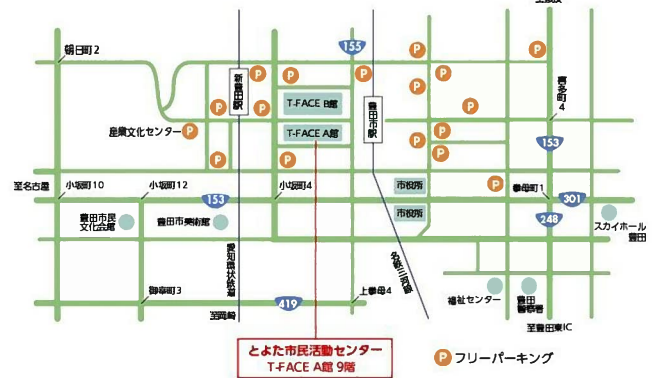 155
朝日町2
P
P
P
P
P
P
P
新豊田駅
T-FACE B館
豊田市駅
喜多町4
P
P
P
産業文化センター P
T-FACE A館
P
P
153
P
P
至名古屋
小坂町10
小坂町12
153
小坂町4
市役所
P
挙母町1
301
豊田市民
文化会館
豊田市美術館
市役所
248
スカイホール
豊田
愛知環状鉄道
名鉄三河線
御幸町3
419
上挙母4
福祉センター
豊田
警察署
至岡崎
至豊田東IC
とよた市民活動センター
T-FACE A館 9階
P フリーパーキング